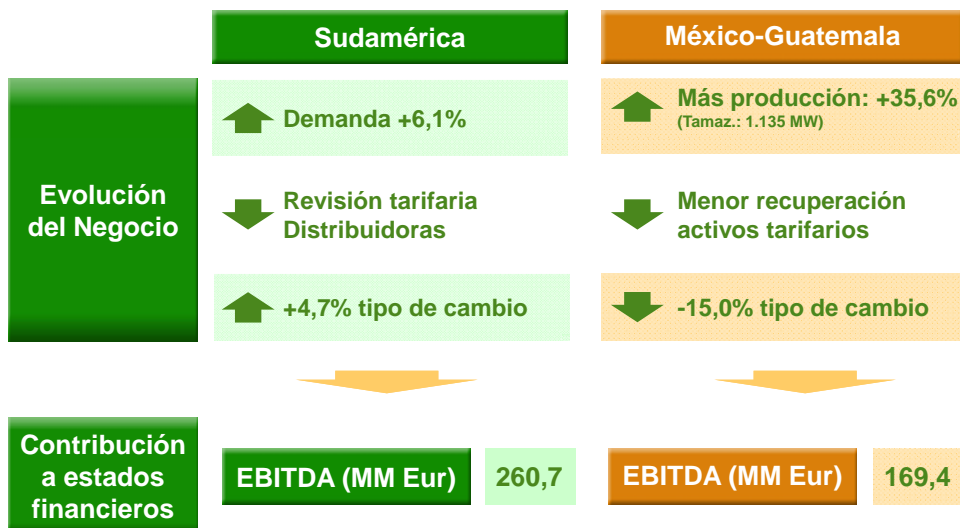 Sudamérica
México-Guatemala
Evolución
del Negocio
Demanda +6,1%
Más producción: +35,6%
(Tamaz.: 1.135 MW)
Revisión tarifaria
Distribuidoras
Menor recuperación
activos tarifarios
+4,7% tipo de cambio
-15,0% tipo de cambio
Contribución
a estados
financieros
EBITDA (MM Eur)
260,7
EBITDA (MM Eur)
169,4